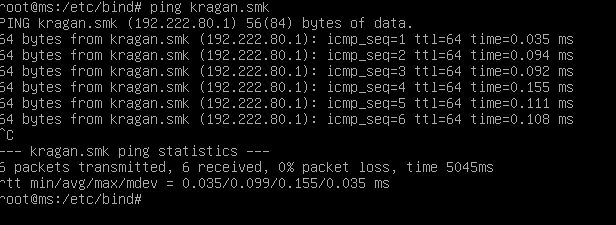 root@ms:/etc/bind# ping kragan.smk
PING kragan.smk (192.222.80.1) 56(84) bytes of data.
64 bytes from kragan.smk (192.222.80.1): icmp_seq=1 ttl=64 time=0.035 ms
64 bytes from kragan.smk (192.222.80.1): icmp_seq=2 ttl=64 time=0.094 ms
64 bytes from kragan.smk (192.222.80.1): icmp_seq=3 ttl=64 time=0.092 ms
64 bytes from kragan.smk (192.222.80.1): icmp_seq=4 ttl=64 time=0.155 ms
64 bytes from kragan.smk (192.222.80.1): icmp_seq=5 ttl=64 time=0.111 ms
64 bytes from kragan.smk (192.222.80.1): icmp_seq=6 ttl=64 time=0.108 ms
^C
--- kragan.smk ping statistics ---
6 packets transmitted, 6 received, 0% packet loss, time 5045ms
rtt min/avg/max/mdev = 0.035/0.099/0.155/0.035 ms
root@ms:/etc/bind#